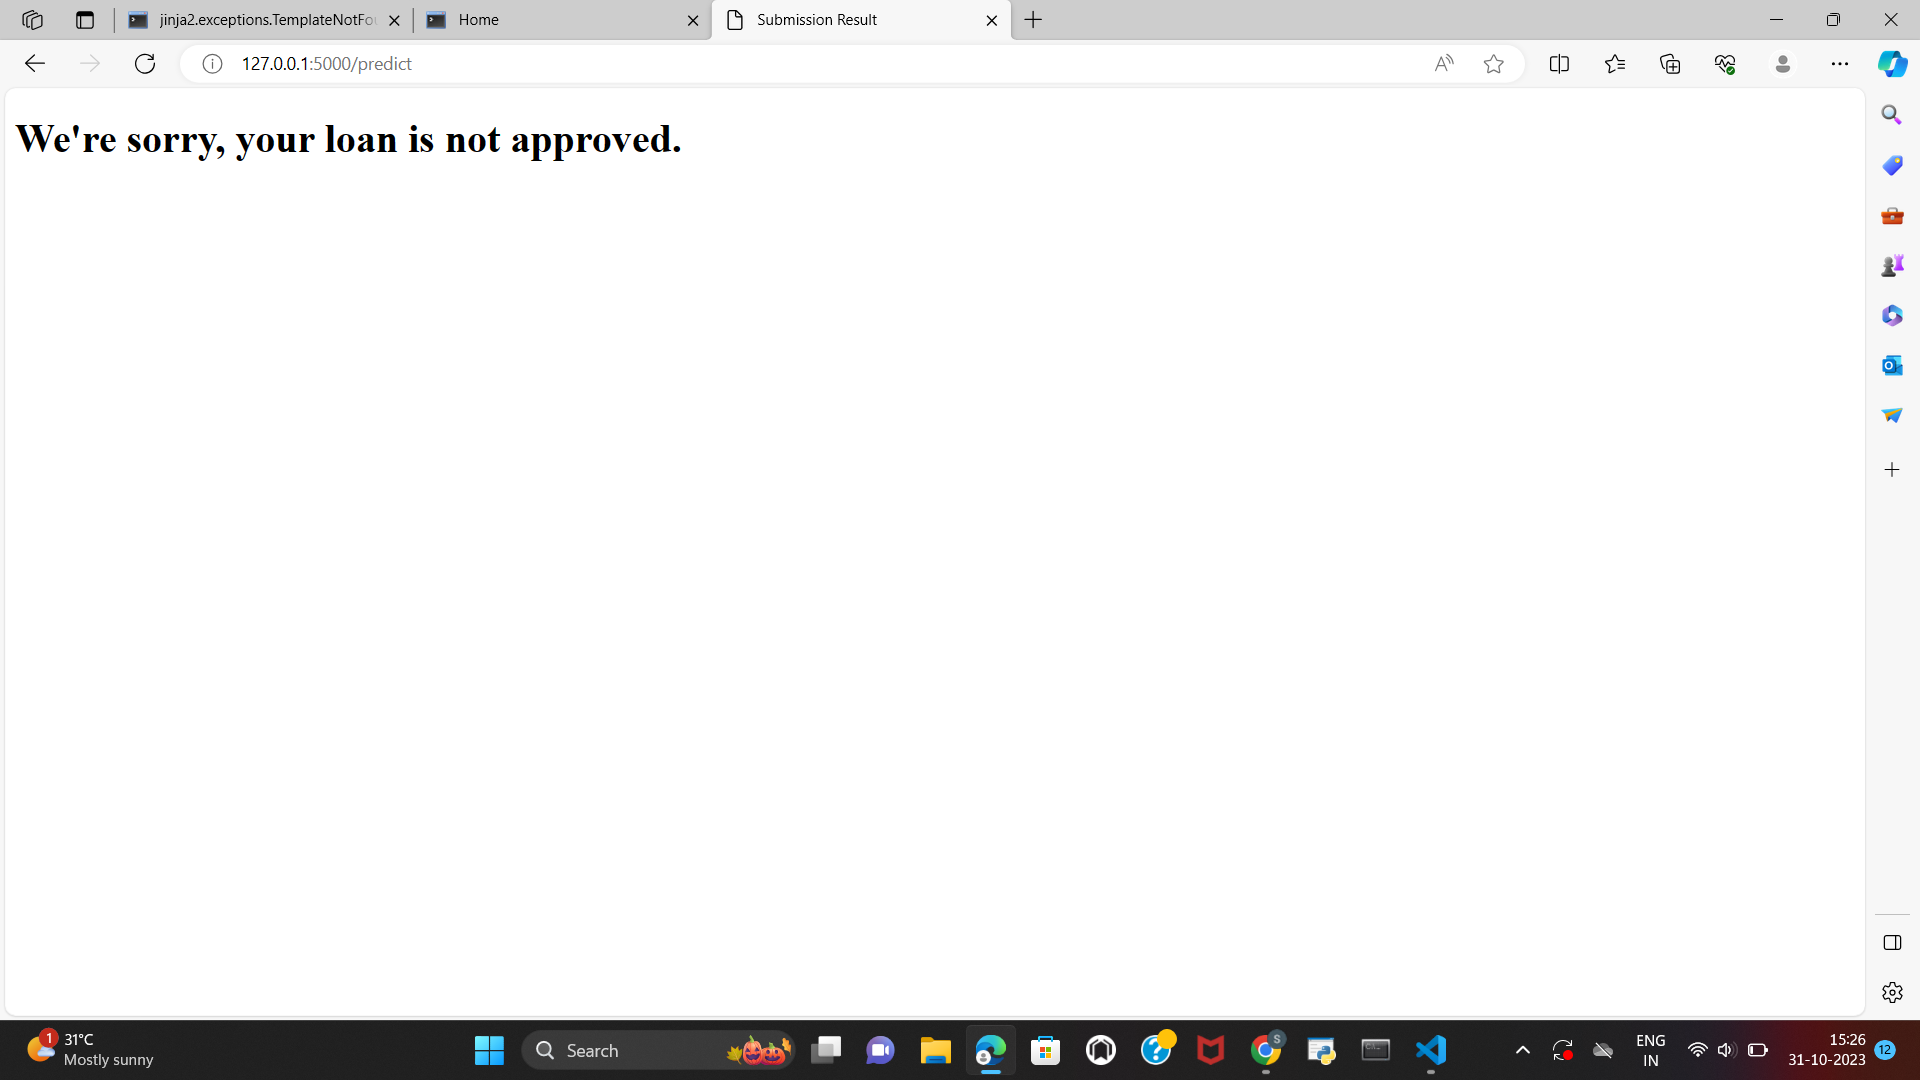 jinja2.exceptions.TemplateNotFou
Home
Submission Result
127.0.0.1:5000/predict
We're sorry, your loan is not approved.
1
31°C
Mostly sunny
Search
S
ENG
IN
15:26
31-10-2023
12